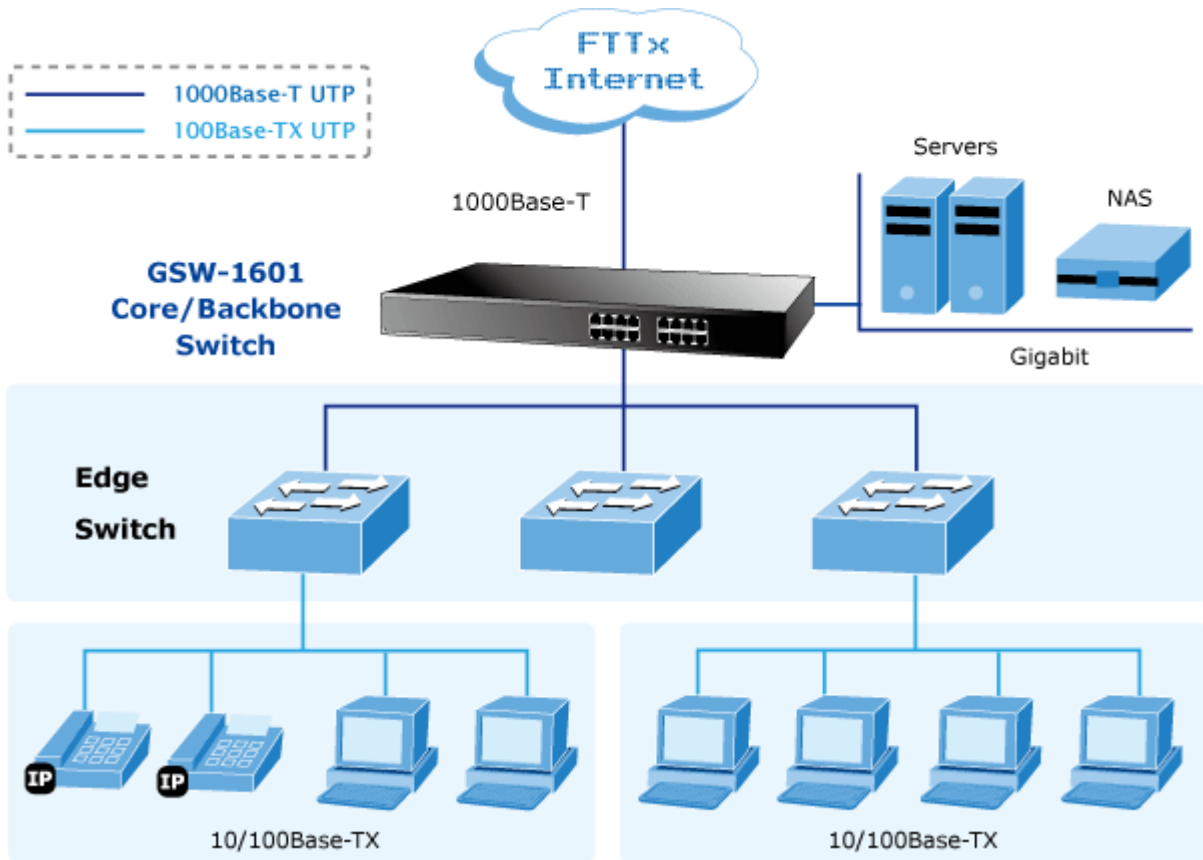 FTTx
Internet
1000Base-T UTP
100Base-TX UTP
Servers
NAS
1000Base-T
GSW-1601
Core/Backbone
Switch
Gigabit
Edge
Switch
IP
IP
10/100Base-TX
10/100Base-TX